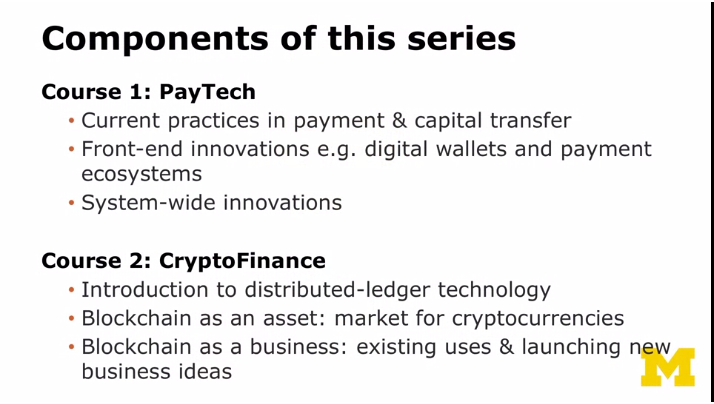 Components of this series
Course 1: PayTech
• Current practices in payment & capital transfer
• Front-end innovations e.g. digital wallets and payment
ecosystems
• System-wide innovations
Course 2: CryptoFinance
• Introduction to distributed-ledger technology
• Blockchain as an asset: market for cryptocurrencies
• Blockchain as a business: existing uses & launching new
business ideas
M